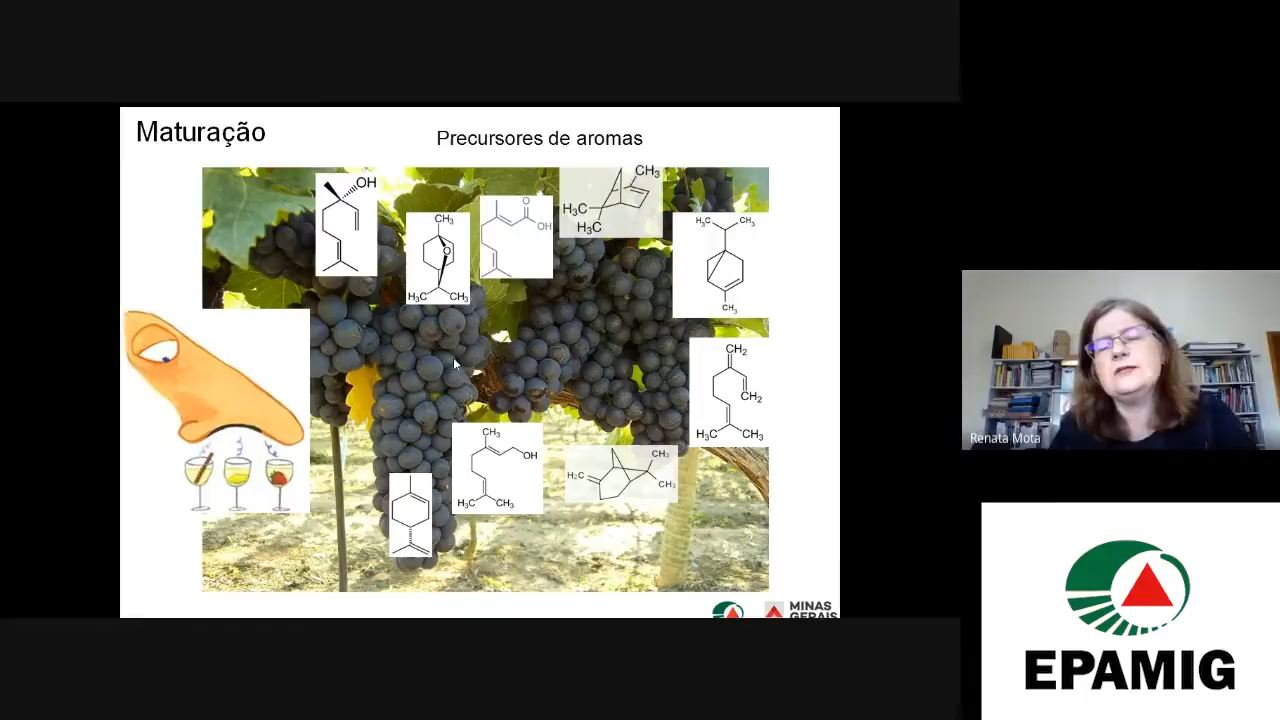 Maturação
Precursores de aromas
OH
CH₃
O
H₃C
CH₃
O
OH
CH₃
H₃C
H₃C
H₃C
CH₃
CH₃
CH₂
CH₂
H₃C
CH₃
CH₃
OH
H₃C
CH₃
H₂C
CH₃
CH₃
MINAS
GERAIS
Renata Mota
EPAMIG